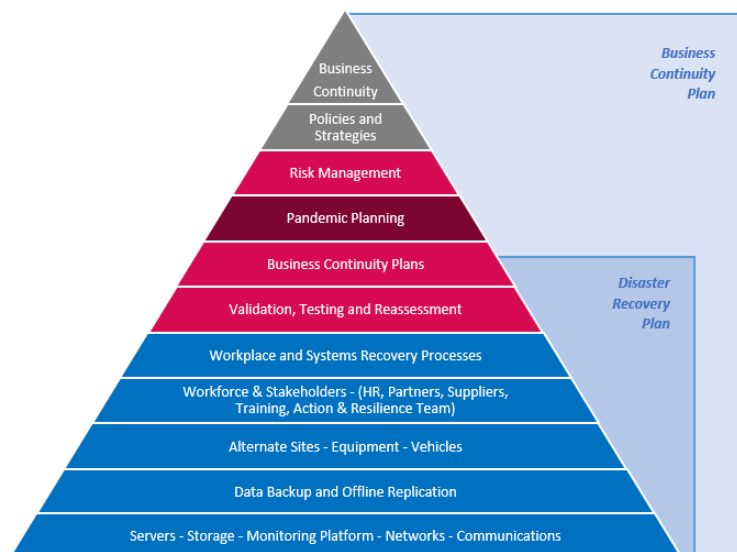 Business
Continuity
Business
Continuity
Plan
Policies and
Strategies
Risk Management
Pandemic Planning
Business Continuity Plans
Disaster
Recovery
Plan
Validation, Testing and Reassessment
Workplace and Systems Recovery Processes
Workforce & Stakeholders - (HR, Partners, Suppliers,
Training, Action & Resilience Team)
Alternate Sites - Equipment - Vehicles
Data Backup and Offline Replication
Servers - Storage - Monitoring Platform - Networks - Communications